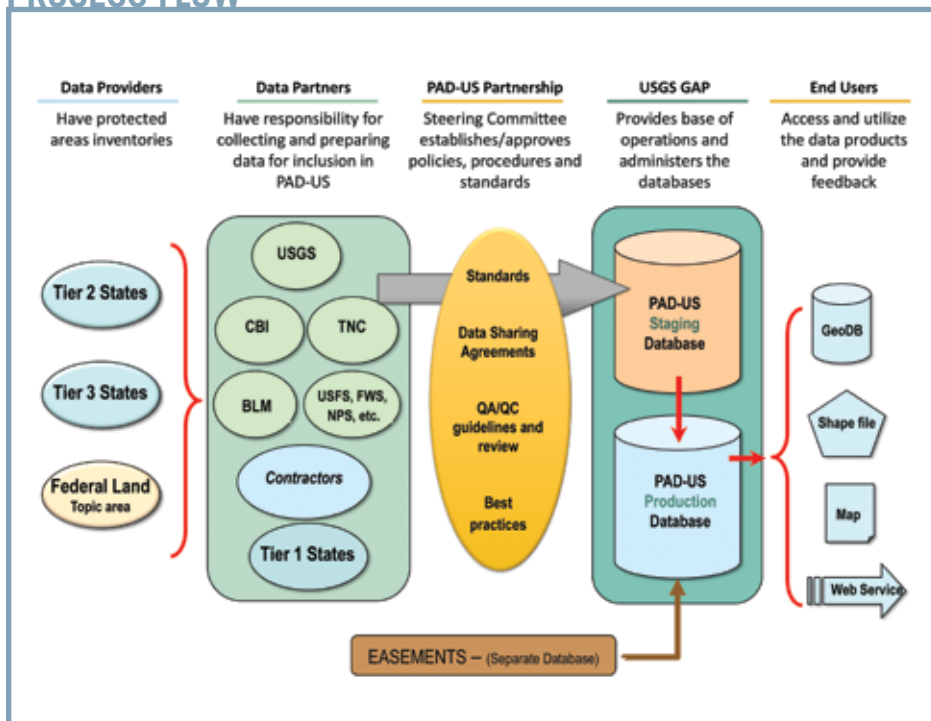 PROCESS FLOW
Data Providers
Have protected
areas inventories
Data Partners
Have responsibility for
collecting and preparing
data for inclusion in
PAD-US
PAD-US Partnership
Steering Committee
establishes/approves
policies, procedures and
standards
USGS GAP
Provides base of
operations and
administers the
databases
End Users
Access and utilize
the data products
and provide
feedback
Tier 2 States
Tier 3 States
Federal Land
Topic area
USGS
CBI
TNC
BLM
USFS, FWS,
NPS, etc.
Contractors
Tier 1 States
Standards
Data Sharing
Agreements
QA/QC
guidelines and
review
Best
practices
PAD-US
Staging
Database
PAD-US
Production
Database
GeoDB
Shape file
Map
Web Service
EASEMENTS – (Separate Database)